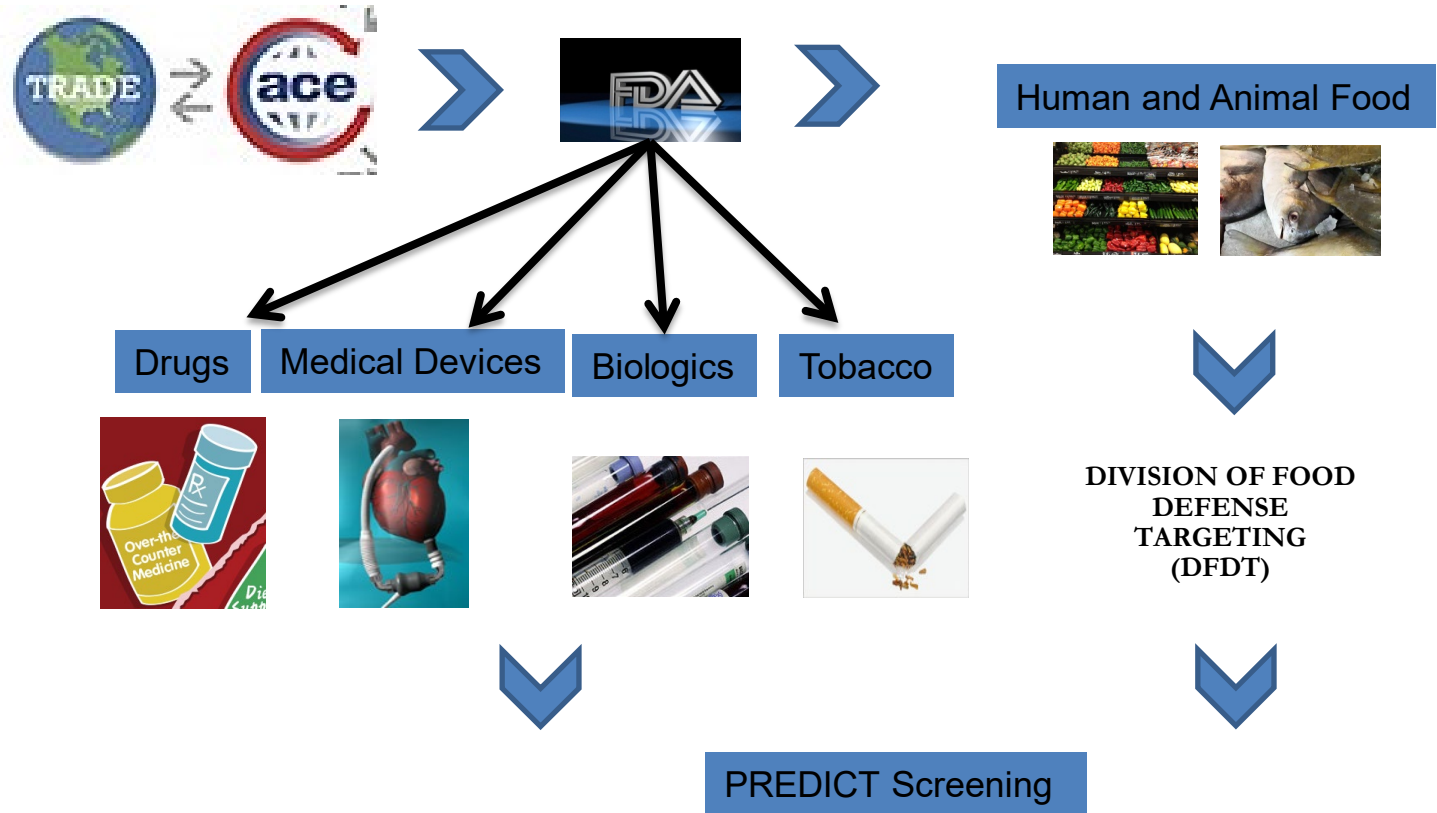 TRADE
ace
FDA
Human and Animal Food
Drugs
Medical Devices
Biologics
Tobacco
Rx
Over-the
Counter
Medicine
DIVISION OF FOOD
DEFENSE
TARGETING
(DFDT)
PREDICT Screening